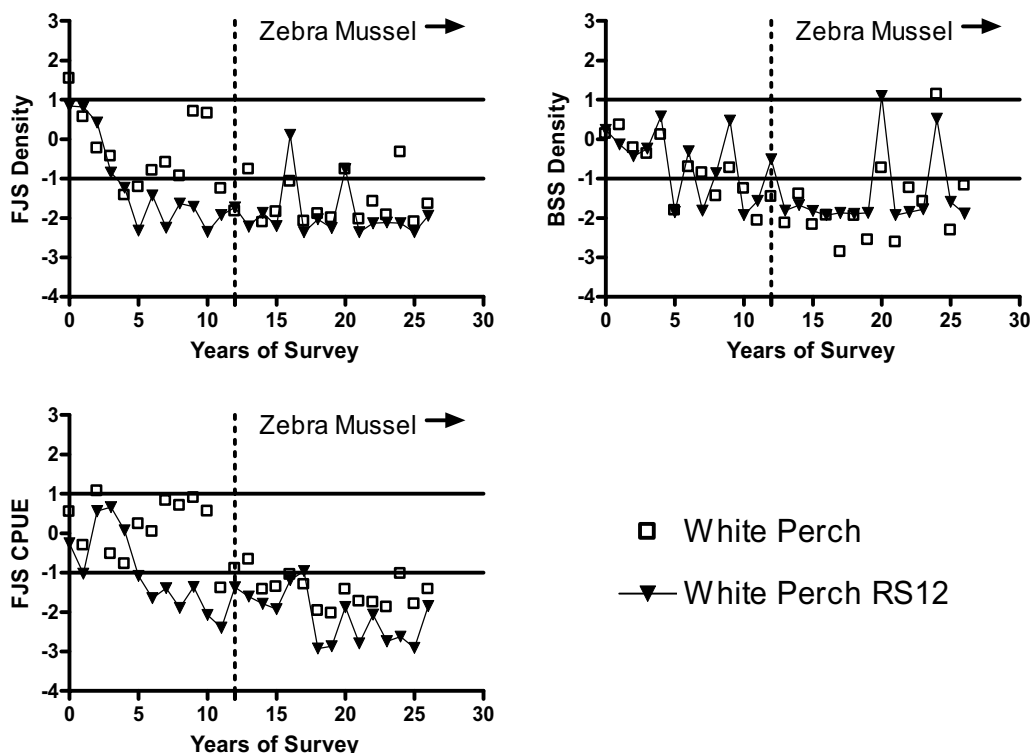 Zebra Mussel
FJS Density
3
2
1
0
-1
-2
-3
-4
0 5 10 15 20 25 30
Years of Survey
Zebra Mussel
BSS Density
3
2
1
0
-1
-2
-3
-4
0 5 10 15 20 25 30
Years of Survey
Zebra Mussel
FJS CPUE
3
2
1
0
-1
-2
-3
-4
0 5 10 15 20 25 30
Years of Survey
White Perch
White Perch RS12